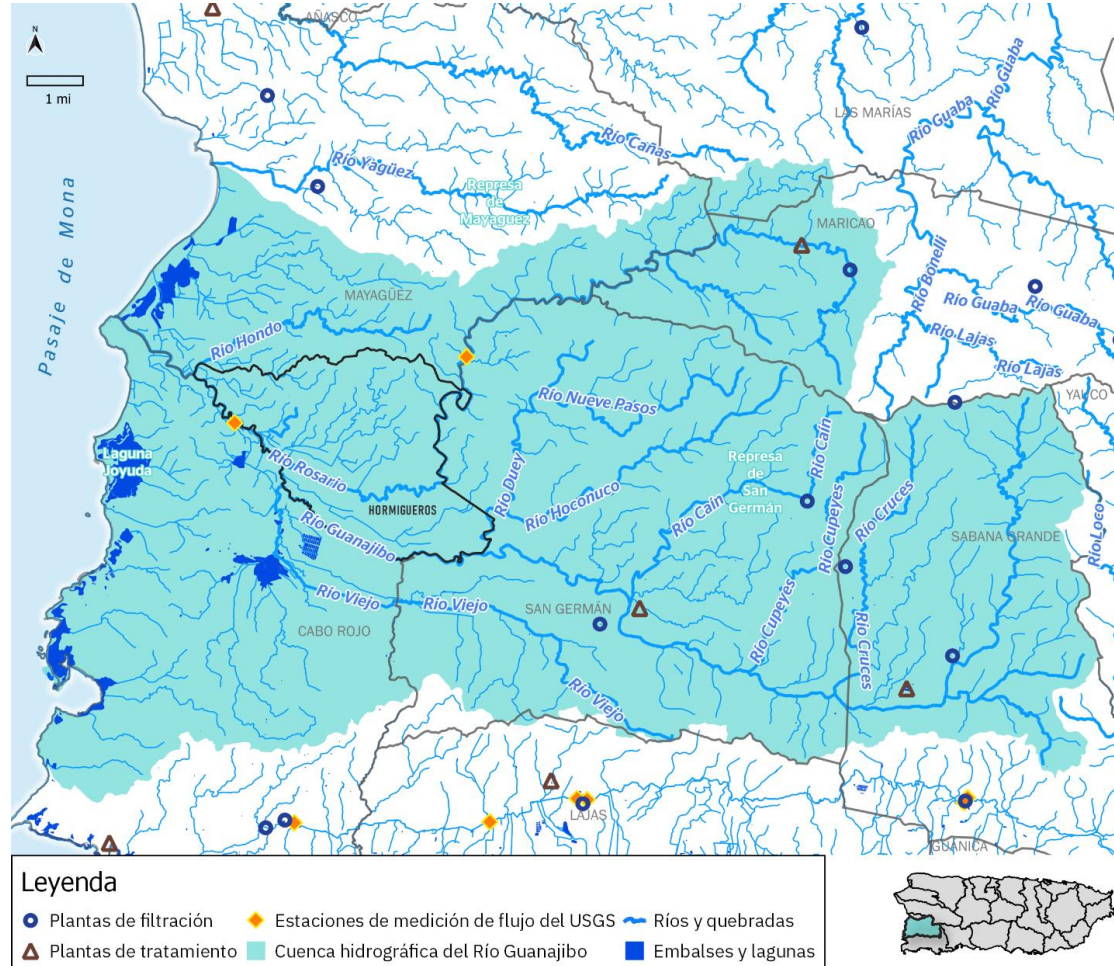 AÑASCO
N
1 mi
LAS MARÍAS
Río Guaba
Río Guaba
Río Cañas
Río Yagüez
Represa
de
Mayaguez
MARICAO
Pasaje de Mona
MAYAGÜEZ
Río Bonelli
Río Guaba
Río Guaba
Río Hondo
Río Lajas
Río Lajas
YAUCO
Río Nueve Pasos
Laguna
Joyuda
Río Rosario
Río Duey
Río Hoconuco
Represa
de
San
Germán
Río Caín
Río Caín
Río Cupeyes
Río Cruces
HORMIGUEROS
SABANA GRANDE
Río Loco
Río Guanajibo
Río Viejo
Río Viejo
SAN GERMÁN
CABO ROJO
Río Cupeyes
Río Cruces
Río Viejo
LAJAS
GUÁNICA
Leyenda
Plantas de filtración
Estaciones de medición de flujo del USGS
Ríos y quebradas
Plantas de tratamiento
Cuenca hidrográfica del Río Guanajibo
Embalses y lagunas